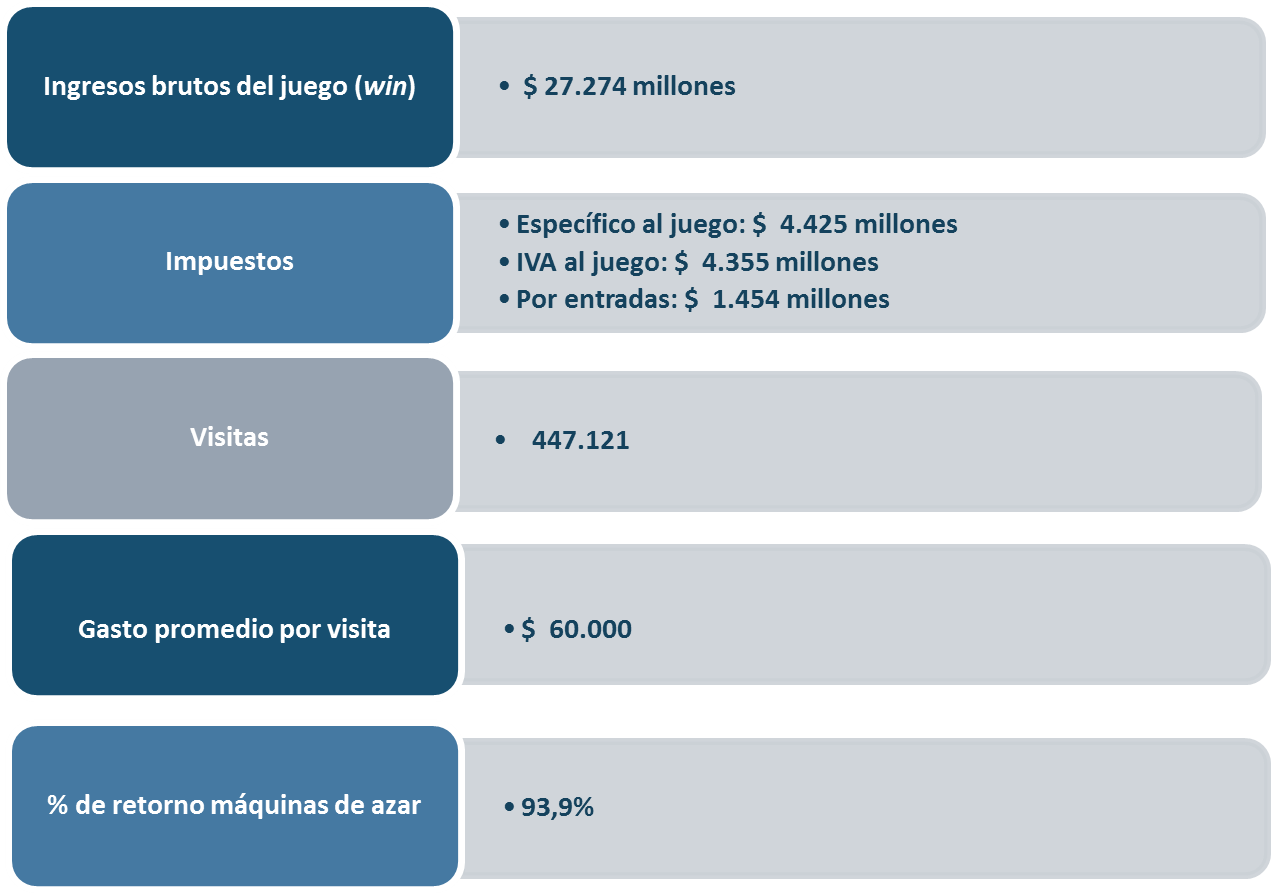 Ingresos brutos del juego (win)
• $ 27.274 millones
Impuestos
• Específico al juego: $ 4.425 millones
• IVA al juego: $ 4.355 millones
• Por entradas: $ 1.454 millones
Visitas
• 447.121
Gasto promedio por visita
• $ 60.000
% de retorno máquinas de azar
• 93,9%